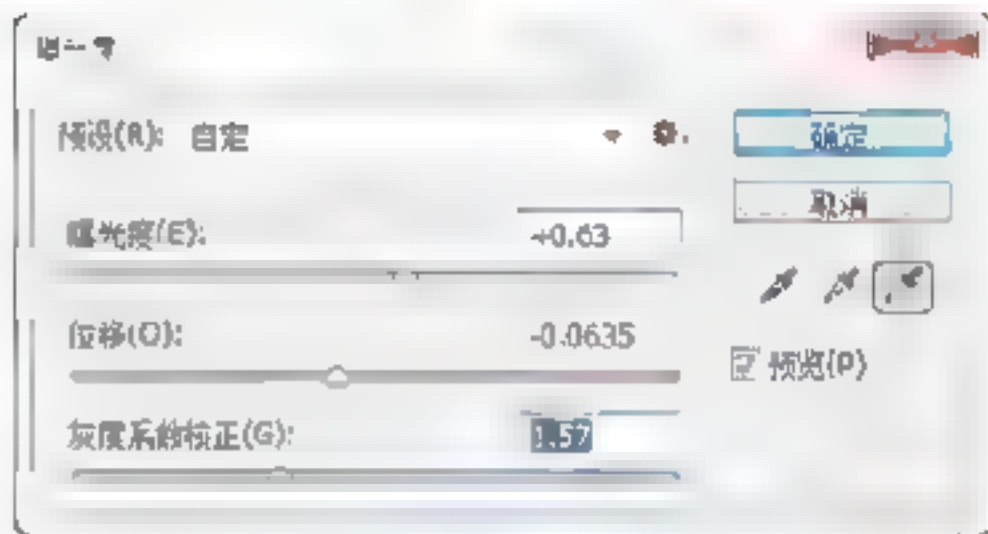 预设(R): 自定
确定
取消
曝光度(E): +0.63
位移(O): -0.0635
预览(P)
灰度系数校正(G): 1.57